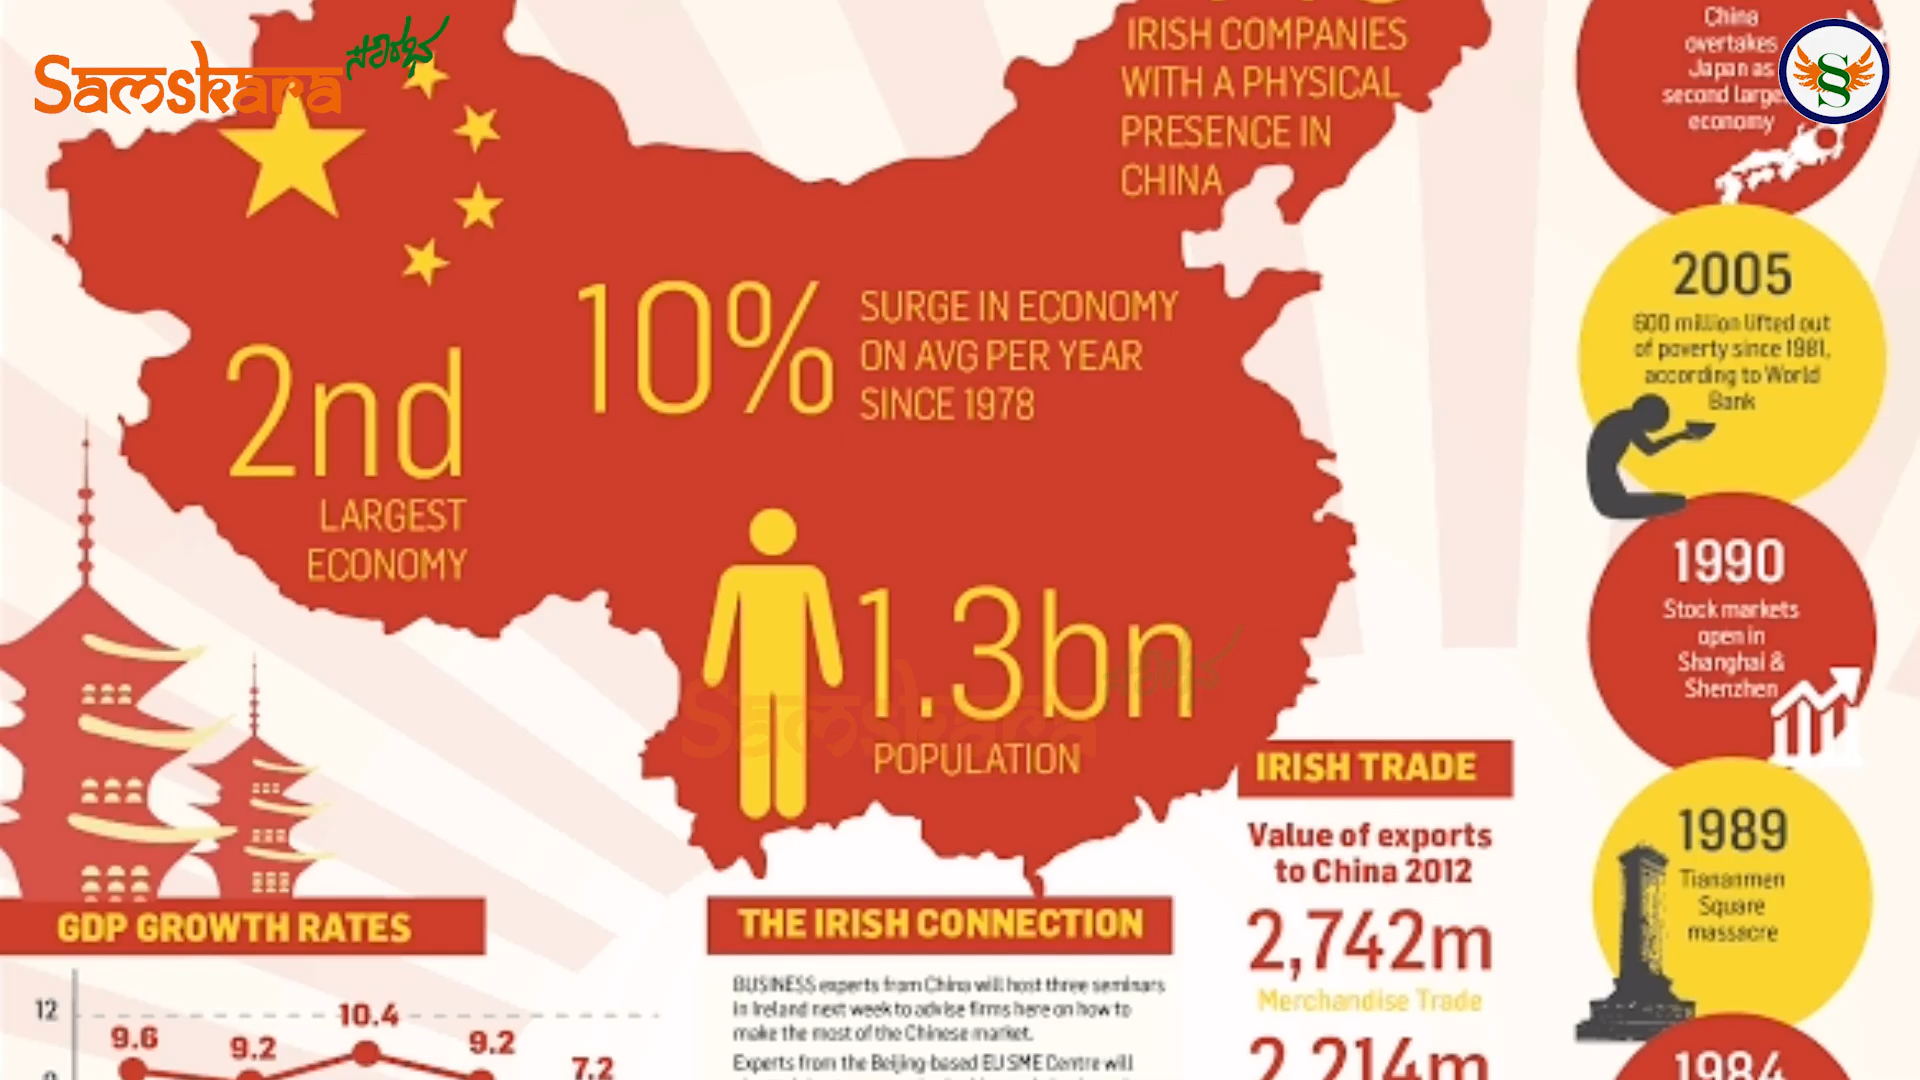 Samskara
ಸೌರಭ
S
IRISH COMPANIES
WITH A PHYSICAL
PRESENCE IN
CHINA
10%
SURGE IN ECONOMY
ON AVG PER YEAR
SINCE 1978
2nd
LARGEST
ECONOMY
1.3bn
POPULATION
Samskara
China
overtakes
Japan as
second
economy
2005
600 million lifted out
of poverty since 1981,
according to World
Bank
1990
Stock markets
open in
Shanghai &
Shenzhen
1989
Tiananmen
Square
massacre
1984
IRISH TRADE
Value of exports
to China 2012
2,742m
Merchandise Trade
2,214m
THE IRISH CONNECTION
BUSINESS experts from China will host three seminars
in Ireland next week to advise firms here on how to
make the most of the Chinese market.
Experts from the Beijing-based EU SME Centre will
GDP GROWTH RATES
12
9.6
9.2
10.4
9.2
7.2